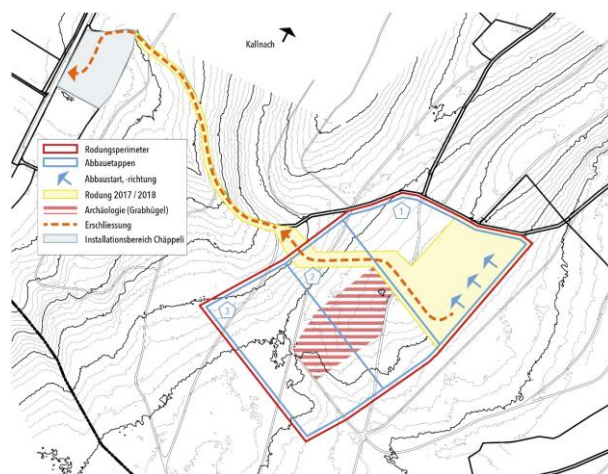 Kallnach
Rodungsperimeter
Abbauetappen
Abbaustart, -richtung
Rodung 2017 / 2018
Archäologie (Grabhügel)
Erschliessung
Installationsbereich Chäppeli
1
2
3